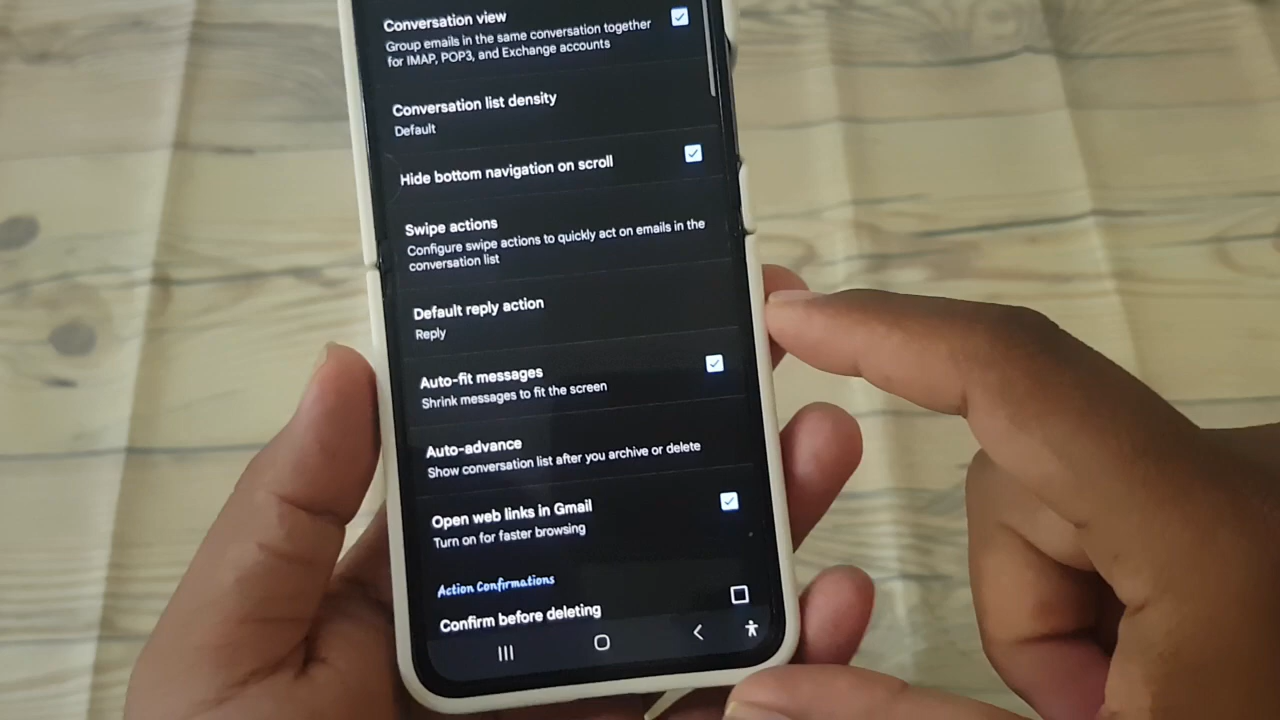 Conversation view
Group emails in the same conversation together
for IMAP, POP3, and Exchange accounts
Conversation list density
Default
Hide bottom navigation on scroll
Swipe actions
Configure swipe actions to quickly act on emails in the
conversation list
Default reply action
Reply
Auto-fit messages
Shrink messages to fit the screen
Auto-advance
Show conversation list after you archive or delete
Open web links in Gmail
Turn on for faster browsing
Action Confirmations
Confirm before deleting